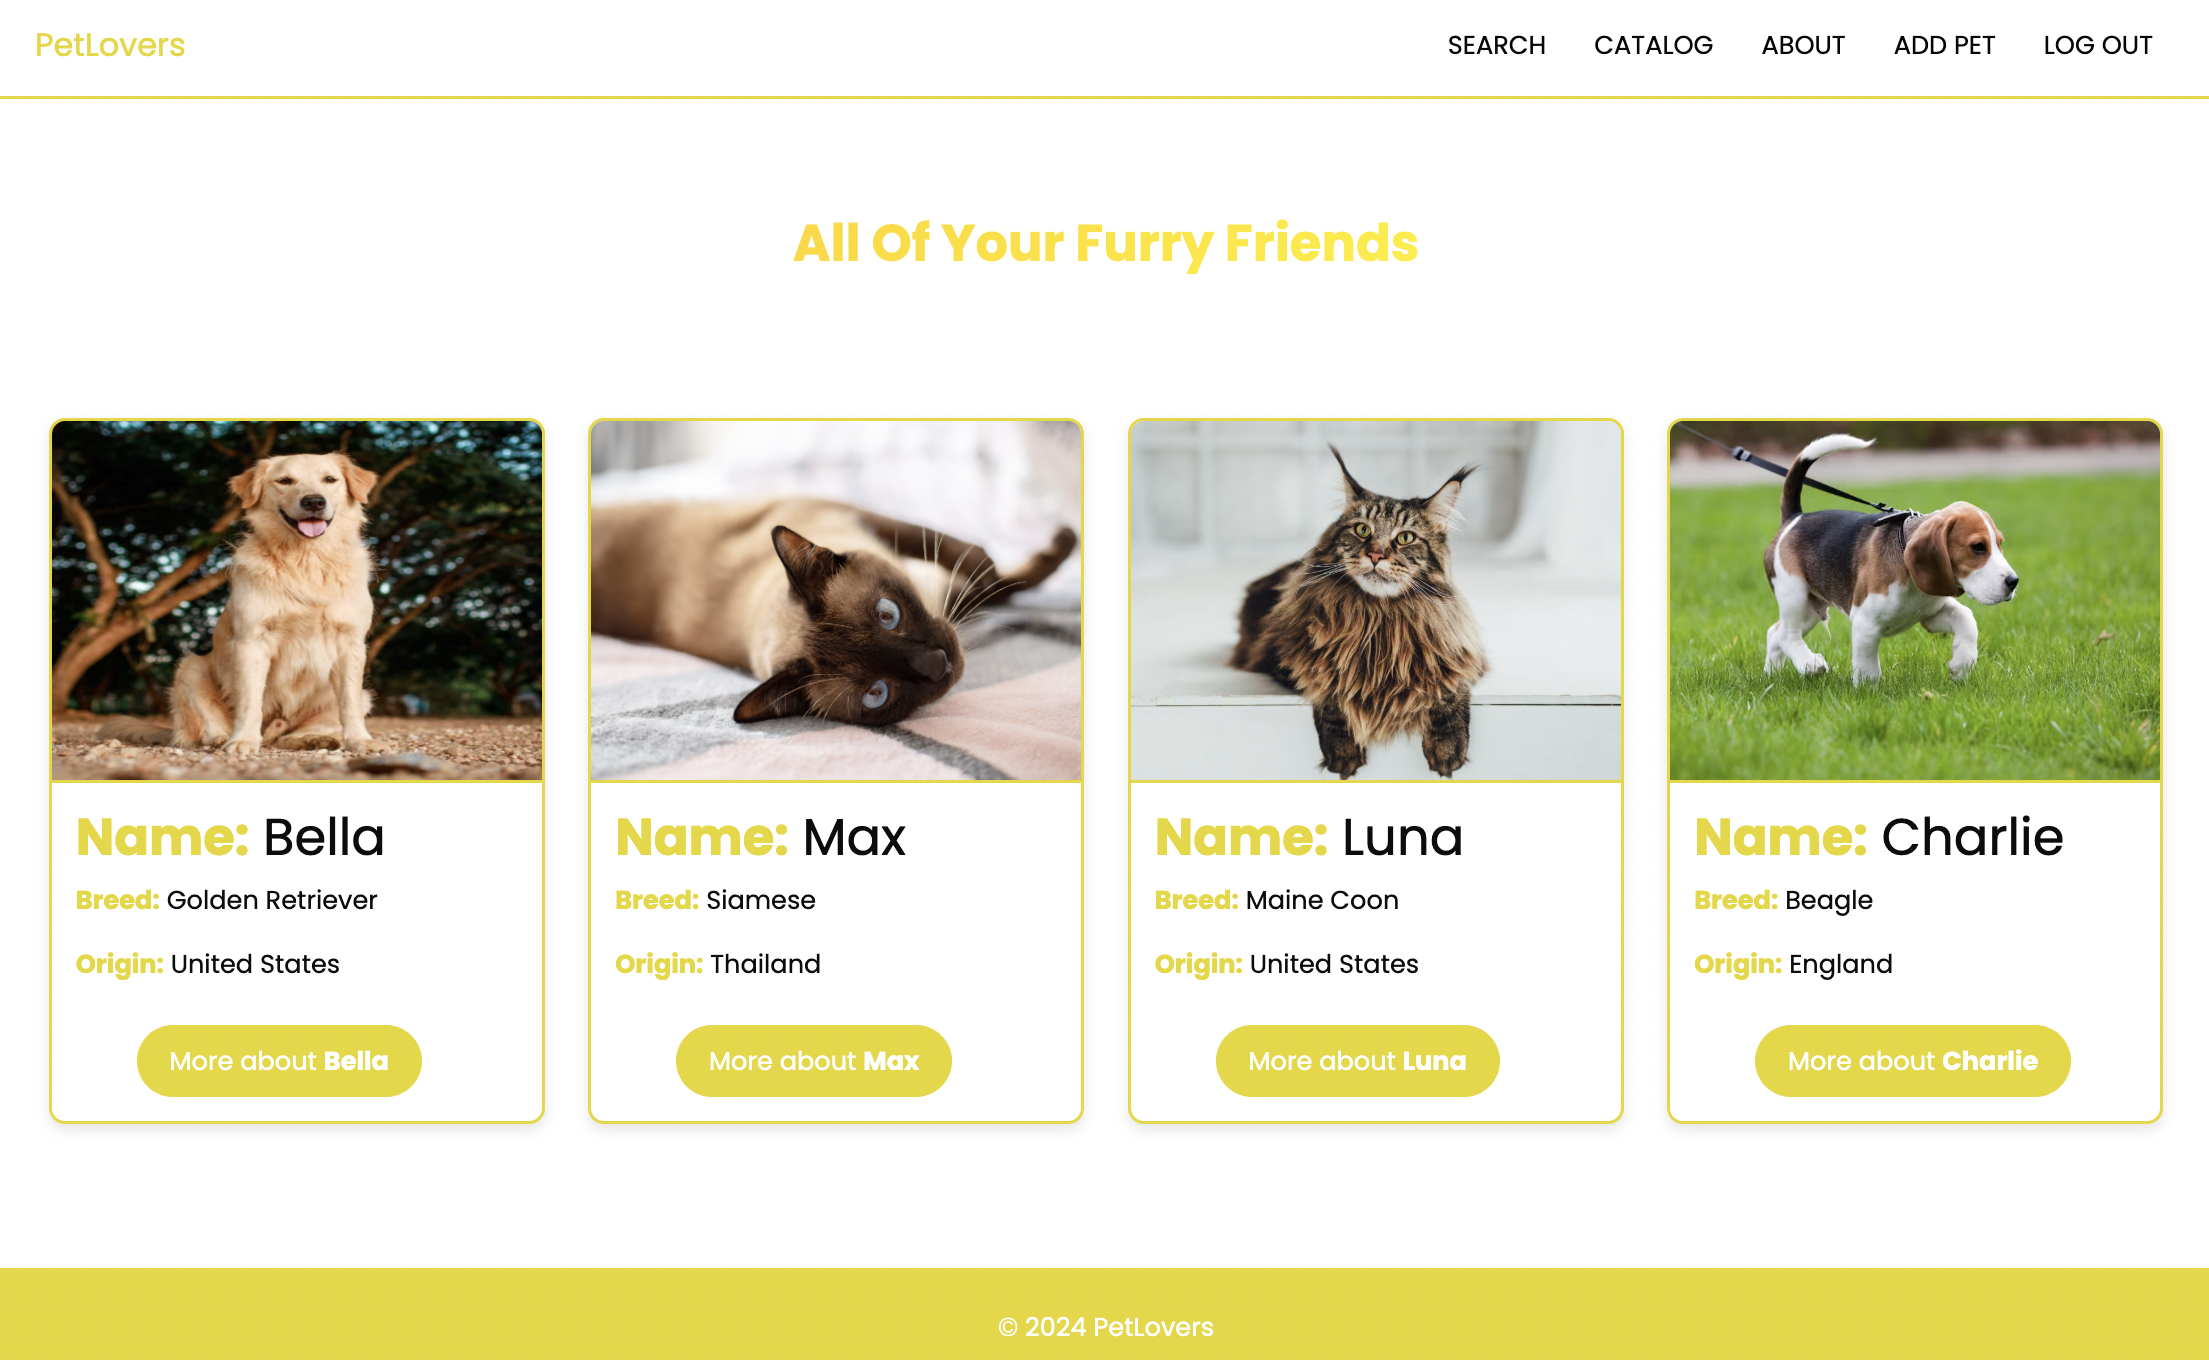 PetLovers
SEARCH CATALOG ABOUT ADD PET LOG OUT
All Of Your Furry Friends
Name: Bella
Breed: Golden Retriever
Origin: United States
More about Bella
Name: Max
Breed: Siamese
Origin: Thailand
More about Max
Name: Luna
Breed: Maine Coon
Origin: United States
More about Luna
Name: Charlie
Breed: Beagle
Origin: England
More about Charlie
© 2024 PetLovers